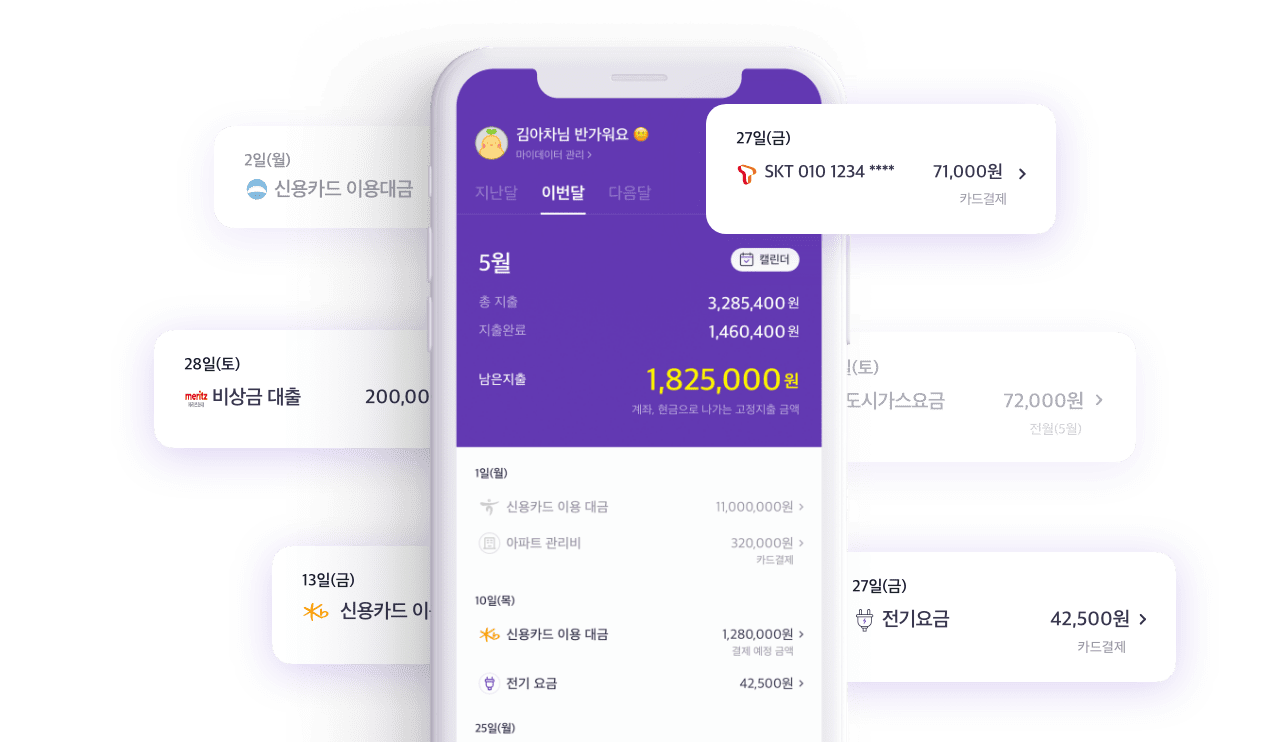 2일(월)
신용카드 이용대금
28일(토)
meritz
비상금 대출 200,00
13일(금)
신용카드 이
김아차님 반가워요
마이데이터 관리 >
지난달 이번달 다음달
5월
캘린더
총 지출 3,285,400 원
지출완료 1,460,400 원
남은지출 1,825,000 원
계좌, 현금으로 나가는 고정지출 금액
1일(월)
신용카드 이용 대금 11,000,000원 >
아파트 관리비 320,000원 >
카드결제
10일(목)
신용카드 이용 대금 1,280,000원 >
결제 예정 금액
전기 요금 42,500원 >
25일(월)
27일(금)
SKT 010 1234 **** 71,000원 >
카드결제
일(토)
도시가스요금 72,000원 >
전월(5월)
27일(금)
전기요금 42,500원 >
카드결제